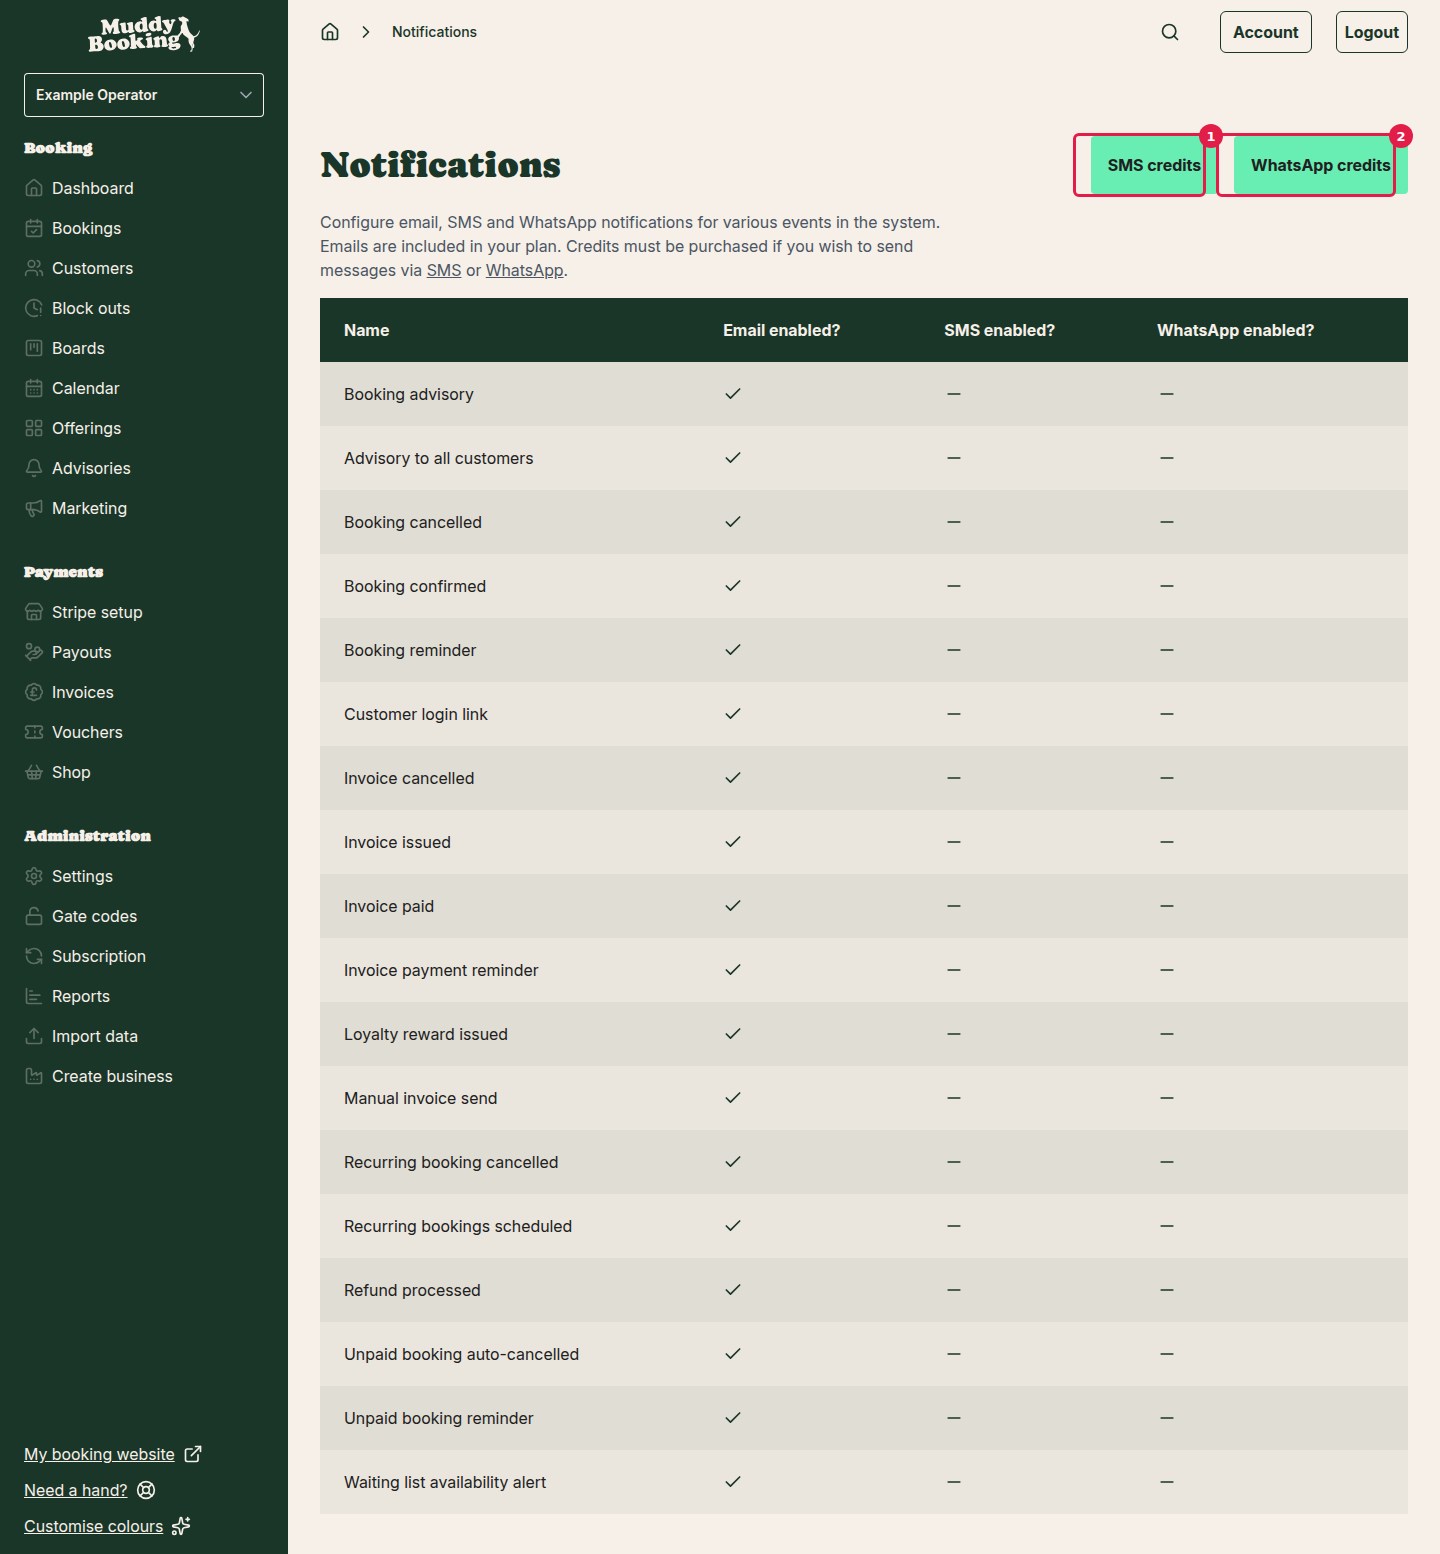 Muddy
Booking
Example Operator
Booking
Dashboard
Bookings
Customers
Block outs
Boards
Calendar
Offerings
Advisories
Marketing
Payments
Stripe setup
Payouts
Invoices
Vouchers
Shop
Administration
Settings
Gate codes
Subscription
Reports
Import data
Create business
My booking website
Need a hand?
Customise colours
Notifications
Account
Logout
Notifications
1
SMS credits
2
WhatsApp credits
Configure email, SMS and WhatsApp notifications for various events in the system.
Emails are included in your plan. Credits must be purchased if you wish to send
messages via SMS or WhatsApp.
Name Email enabled? SMS enabled? WhatsApp enabled?
Booking advisory
Advisory to all customers
Booking cancelled
Booking confirmed
Booking reminder
Customer login link
Invoice cancelled
Invoice issued
Invoice paid
Invoice payment reminder
Loyalty reward issued
Manual invoice send
Recurring booking cancelled
Recurring bookings scheduled
Refund processed
Unpaid booking auto-cancelled
Unpaid booking reminder
Waiting list availability alert